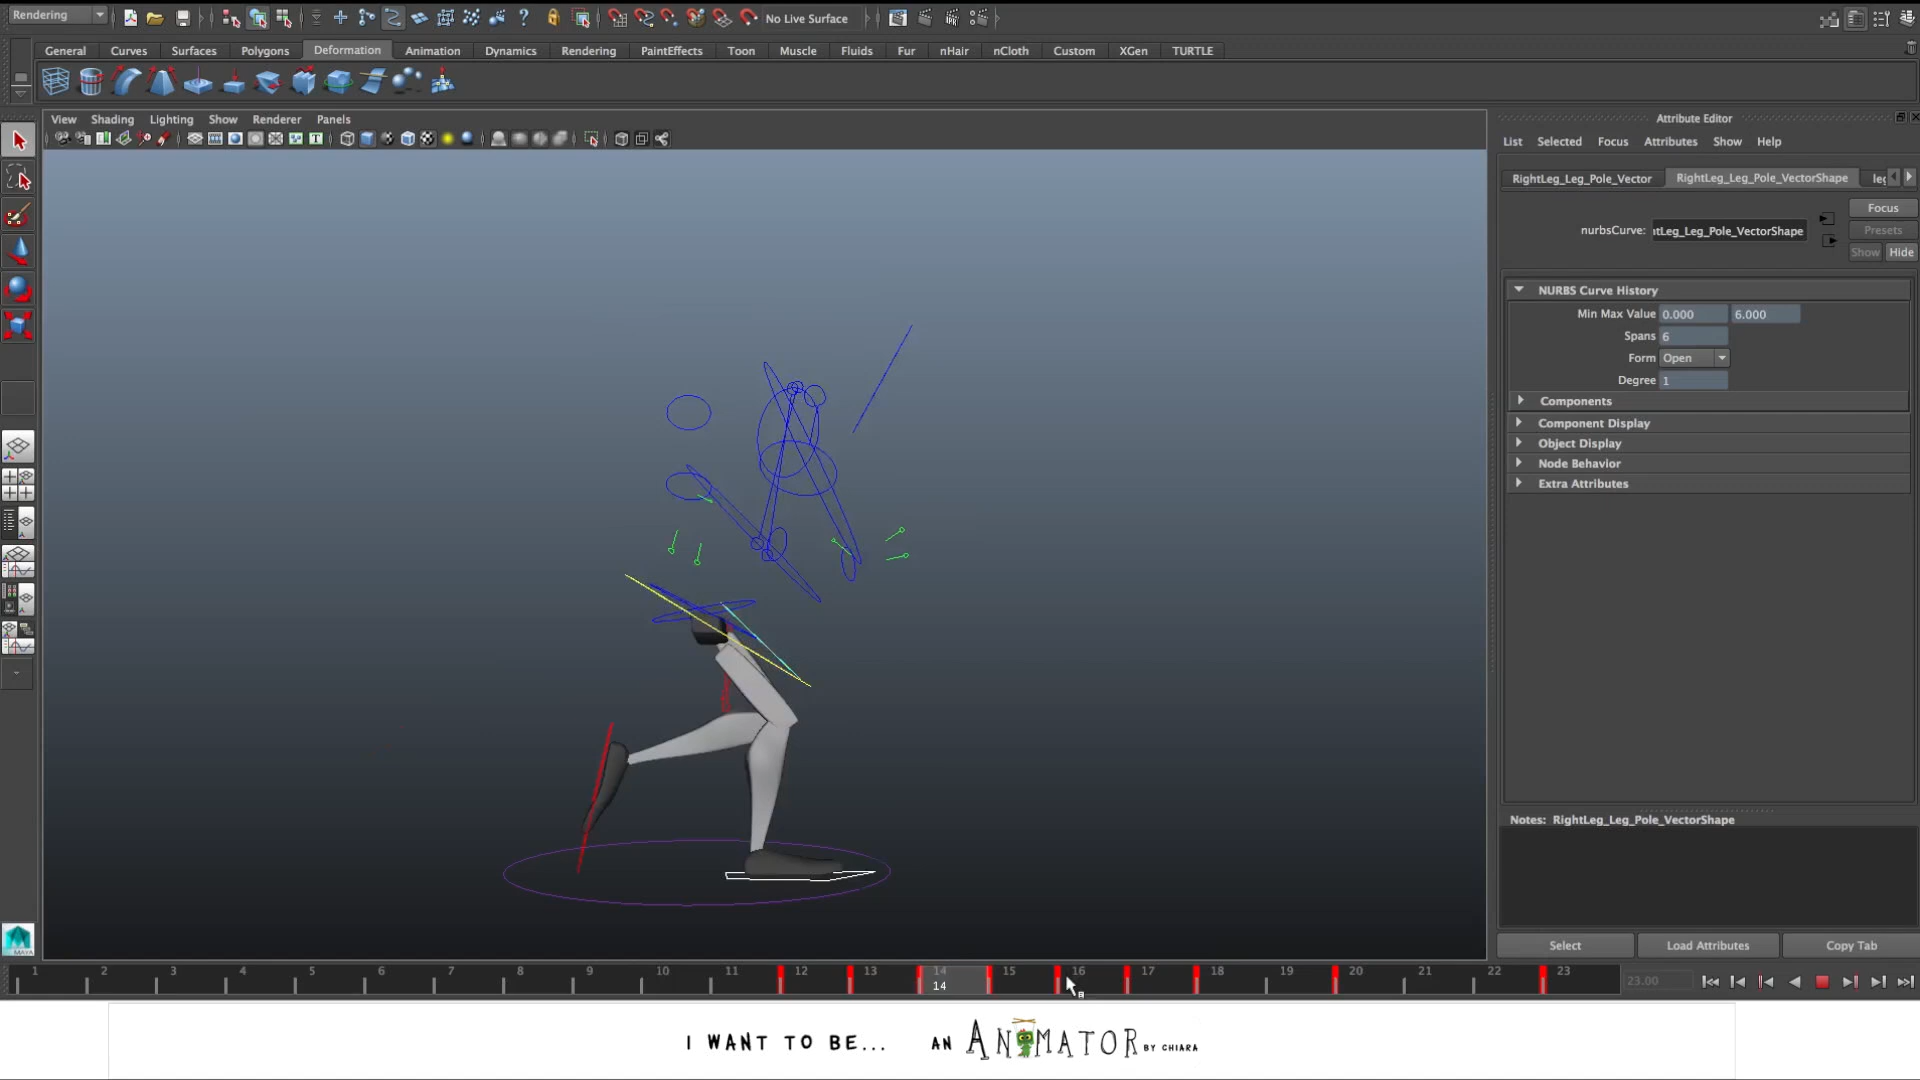 Rendering
No Live Surface
General Curves Surfaces Polygons Deformation Animation Dynamics Rendering PaintEffects Toon Muscle Fluids Fur nHair nCloth Custom XGen TURTLE
View Shading Lighting Show Renderer Panels
Attribute Editor
List Selected Focus Attributes Show Help
RightLeg_Leg_Pole_Vector RightLeg_Leg_Pole_VectorShape leg
Focus
nurbsCurve: ıtLeg_Leg_Pole_VectorShape
Presets
Show Hide
NURBS Curve History
Min Max Value 0.000 6.000
Spans 6
Form Open
Degree 1
Components
Component Display
Object Display
Node Behavior
Extra Attributes
Notes: RightLeg_Leg_Pole_VectorShape
Select Load Attributes Copy Tab
1 2 3 4 5 6 7 8 9 10 11 12 13 14 15 16 17 18 19 20 21 22 23
14
23.00
MAYA
I WANT TO BE... AN ANIMATOR BY CHIARA